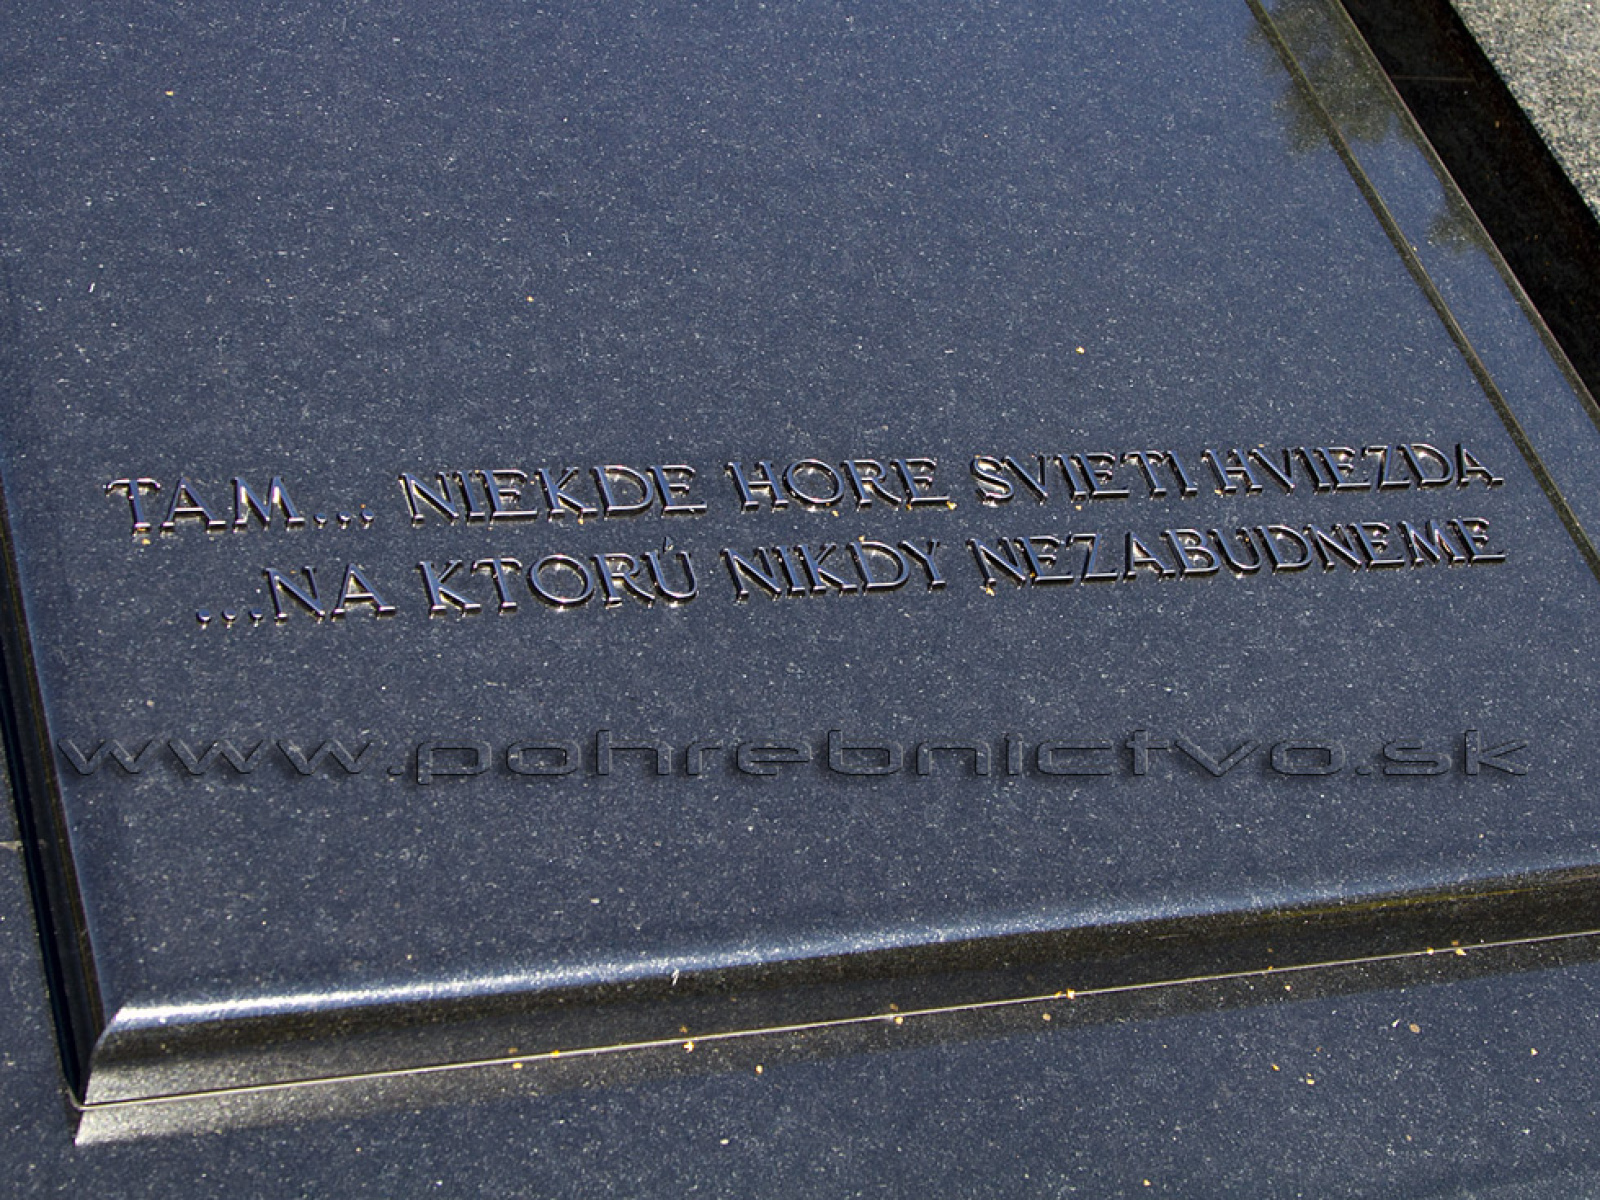 TAM... NIEKDE HORE SVIETI HVIEZDA
...NA KTORÚ NIKDY NEZABUDNEME
www.pohrebnictvo.sk